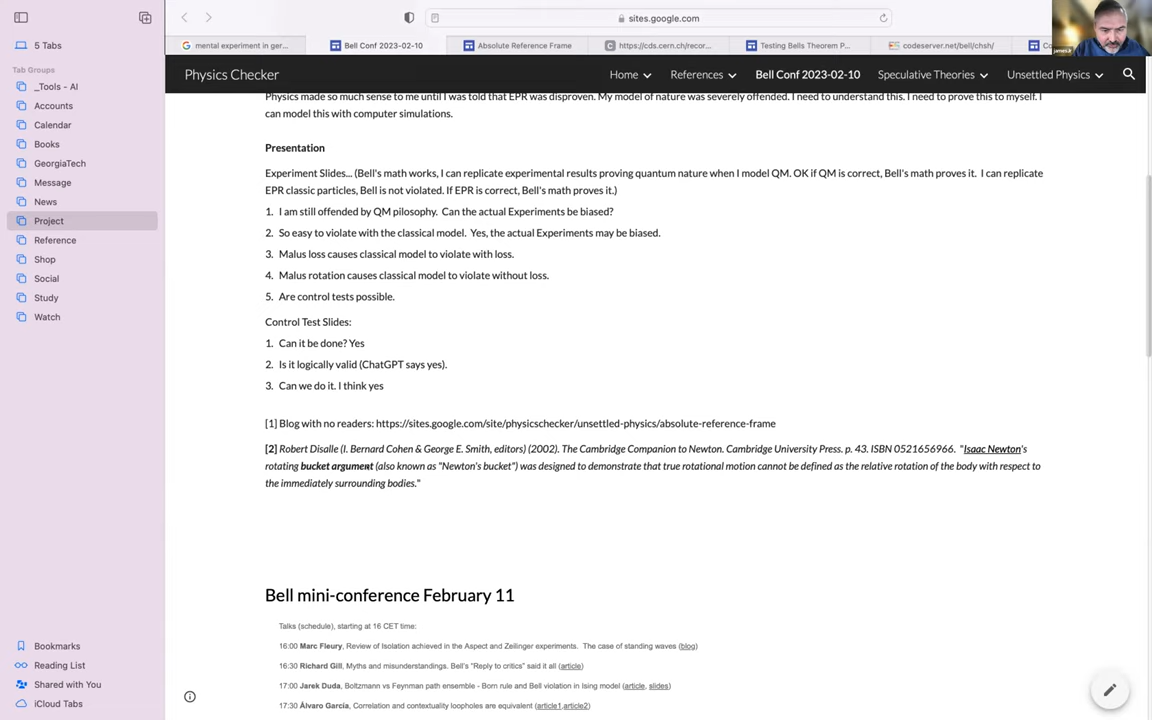 sites.google.com
5 Tabs
Tab Groups
_Tools - AI
Accounts
Calendar
Books
GeorgiaTech
Message
News
Project
Reference
Shop
Social
Study
Watch
Bookmarks
Reading List
Shared with You
iCloud Tabs
mental experiment in ger...
Bell Conf 2023-02-10
Absolute Reference Frame
https://cds.cern.ch/recor...
Testing Bells Theorem P...
codeserver.net/bell/chsh/
Physics Checker
Home
References
Bell Conf 2023-02-10
Speculative Theories
Unsettled Physics
Physics made so much sense to me until I was told that EPR was disproven. My model of nature was severely offended. I need to understand this. I need to prove this to myself. I
can model this with computer simulations.
Presentation
Experiment Slides... (Bell's math works, I can replicate experimental results proving quantum nature when I model QM. OK if QM is correct, Bell's math proves it.  I can replicate
EPR classic particles, Bell is not violated. If EPR is correct, Bell's math proves it.)
1. I am still offended by QM pilosophy.  Can the actual Experiments be biased?
2. So easy to violate with the classical model.  Yes, the actual Experiments may be biased.
3. Malus loss causes classical model to violate with loss.
4. Malus rotation causes classical model to violate without loss.
5. Are control tests possible.
Control Test Slides:
1. Can it be done? Yes
2. Is it logically valid (ChatGPT says yes).
3. Can we do it. I think yes
[1] Blog with no readers: https://sites.google.com/site/physicschecker/unsettled-physics/absolute-reference-frame
[2] Robert Disalle (I. Bernard Cohen & George E. Smith, editors) (2002). The Cambridge Companion to Newton. Cambridge University Press. p. 43. ISBN 0521656966.  "Isaac Newton's
rotating bucket argument (also known as "Newton's bucket") was designed to demonstrate that true rotational motion cannot be defined as the relative rotation of the body with respect to
the immediately surrounding bodies."
Bell mini-conference February 11
Talks (schedule), starting at 16 CET time:
16:00 Marc Fleury, Review of Isolation achieved in the Aspect and Zeilinger experiments.  The case of standing waves (blog)
16:30 Richard Gill, Myths and misunderstandings. Bell's "Reply to critics" said it all (article)
17:00 Jarek Duda, Boltzmann vs Feynman path ensemble - Born rule and Bell violation in Ising model (article, slides)
17:30 Álvaro García, Correlation and contextuality loopholes are equivalent (article1,article2)